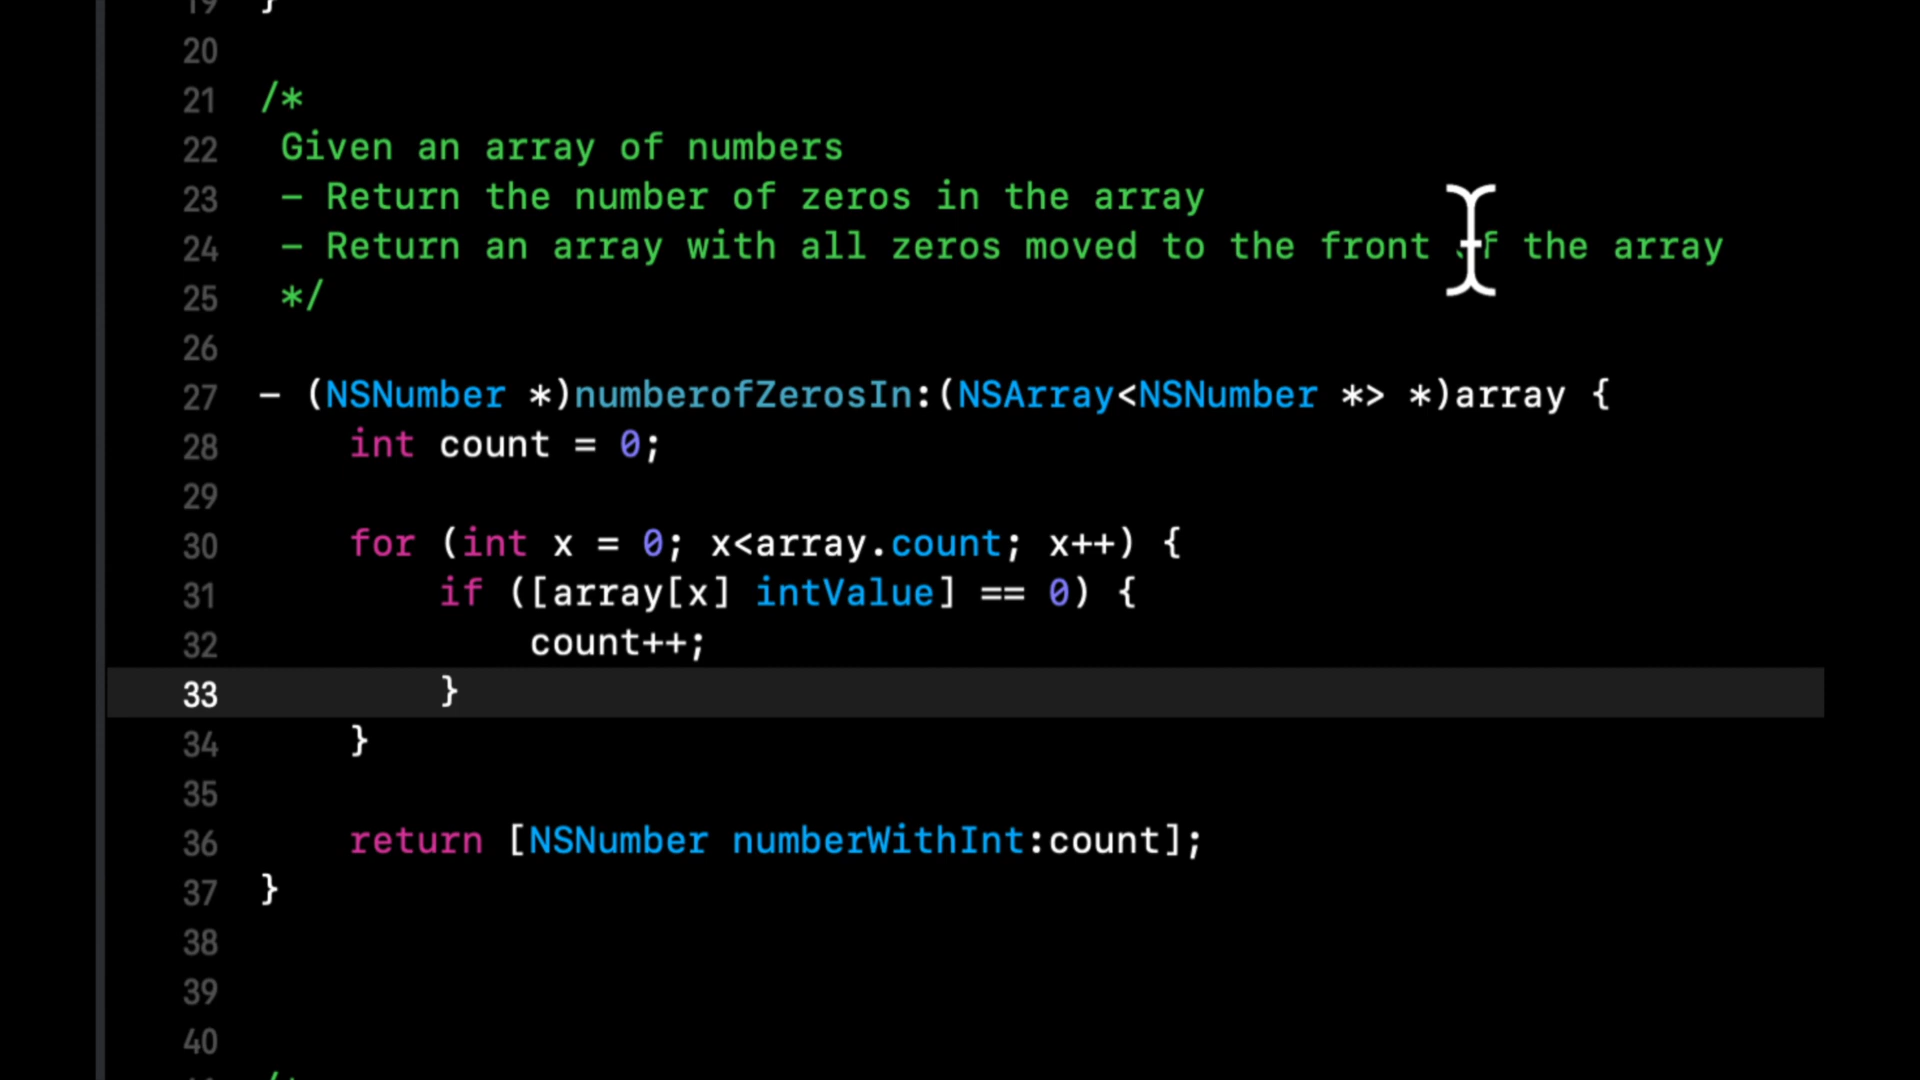 19 }
20
21 /*
22 Given an array of numbers
23 – Return the number of zeros in the array
24 – Return an array with all zeros moved to the front of the array
25 */
26
27 – (NSNumber *)numberofZerosIn:(NSArray<NSNumber *> *)array {
28 int count = 0;
29
30 for (int x = 0; x<array.count; x++) {
31 if ([array[x] intValue] == 0) {
32 count++;
33 }
34 }
35
36 return [NSNumber numberWithInt:count];
37 }
38
39
40